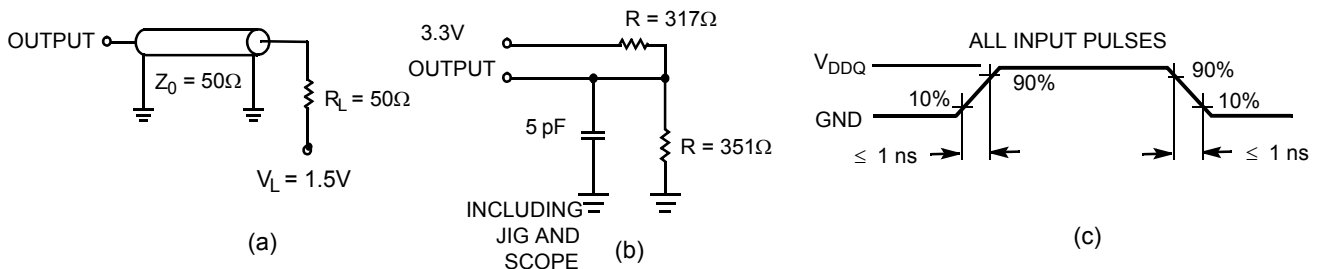 OUTPUT
Z0 = 50Ω
RL = 50Ω
VL = 1.5V
(a)
R = 317Ω
3.3V
OUTPUT
5 pF
R = 351Ω
INCLUDING
JIG AND
SCOPE
(b)
ALL INPUT PULSES
VDDQ
90%
90%
10%
10%
GND
≤ 1 ns
≤ 1 ns
(c)